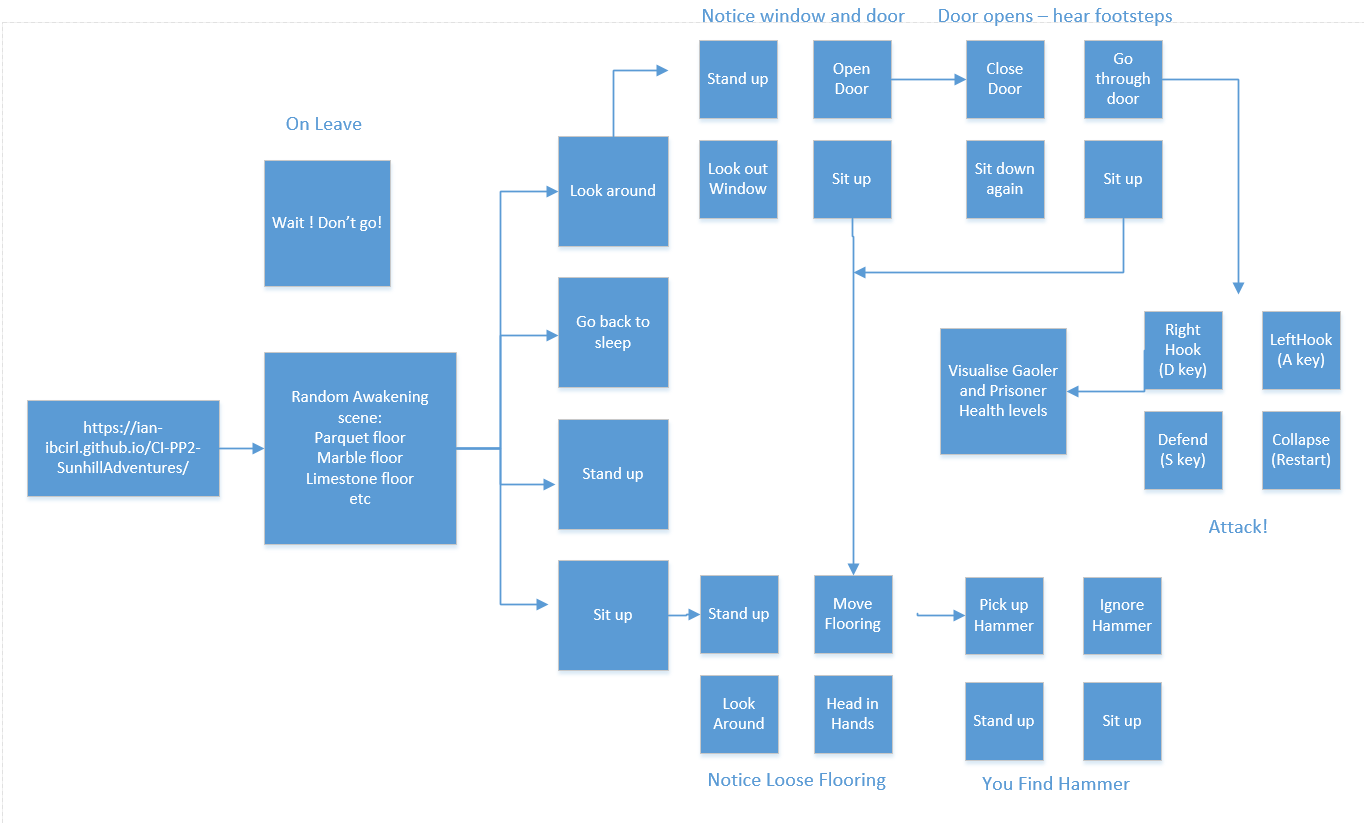 Notice window and door
Door opens – hear footsteps
On Leave
Wait ! Don't go!
https://ian-
ibcirl.github.io/CI-PP2-
SunhillAdventures/
Random Awakening
scene:
Parquet floor
Marble floor
Limestone floor
etc
Look around
Go back to
sleep
Stand up
Sit up
Stand up
Open
Door
Look out
Window
Sit up
Close
Door
Go
through
door
Sit down
again
Sit up
Visualise Gaoler
and Prisoner
Health levels
Right
Hook
(D key)
LeftHook
(A key)
Defend
(S key)
Collapse
(Restart)
Attack!
Stand up
Move
Flooring
Look
Around
Head in
Hands
Notice Loose Flooring
Pick up
Hammer
Ignore
Hammer
Stand up
Sit up
You Find Hammer